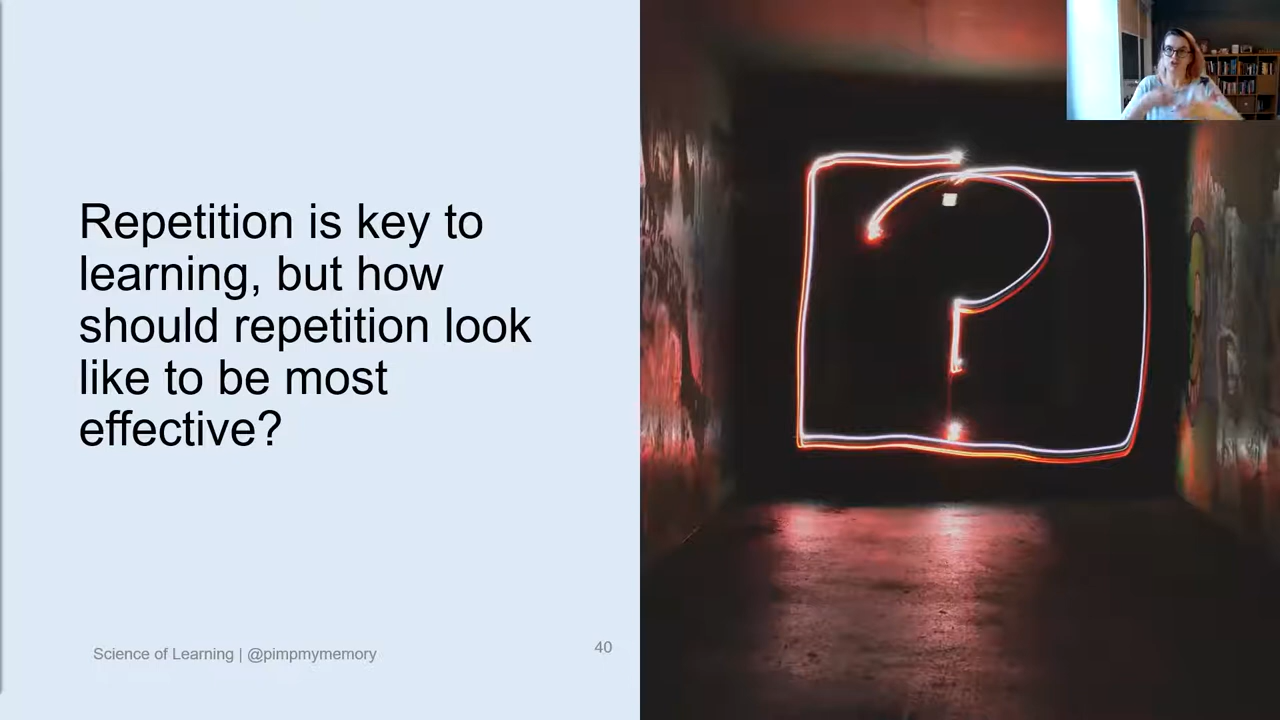 Repetition is key to
learning, but how
should repetition look
like to be most
effective?
Science of Learning | @pimpmymemory
40